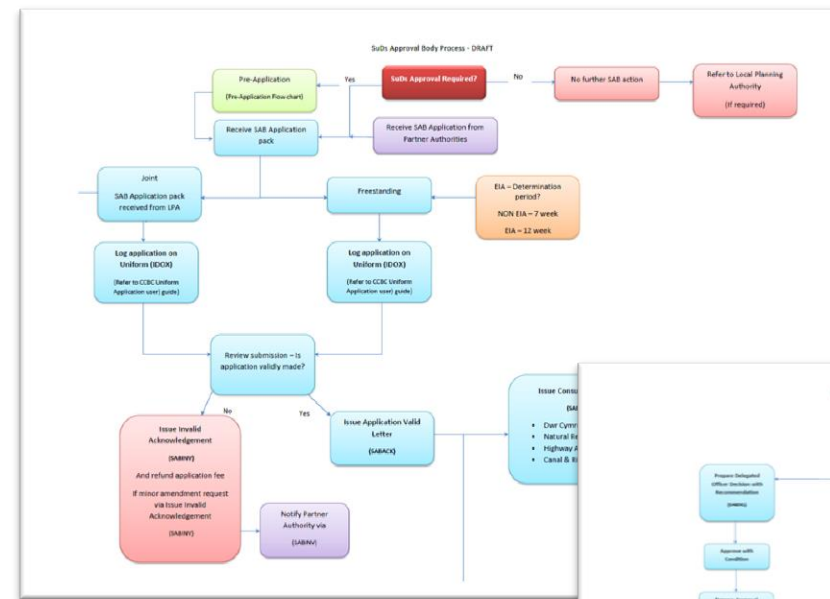 SuDs Approval Body Process - DRAFT
Pre-Application
(Pre-Application Flow chart)
Yes
SuDs Approval Required?
No
No further SAB action
Refer to Local Planning
Authority
(If required)
Receive SAB Application
pack
Receive SAB Application from
Partner Authorities
Joint
SAB Application pack
received from LPA
Freestanding
EIA – Determination
period?
NON EIA – 7 week
EIA – 12 week
Log application on
Uniform (IDOX)
(Refer to CCBC Uniform
Application user) guide)
Log application on
Uniform (IDOX)
(Refer to CCBC Uniform
Application user) guide)
Review submission – Is
application validly made?
No
Yes
Issue Invalid
Acknowledgement
(SABINV)
And refund application fee
If minor amendment request
via Issue Invalid
Acknowledgement
(SABINV)
Notify Partner
Authority via
(SABINV)
Issue Application Valid
Letter
(SABACK)
Issue Consu
(SA
• Dwr Cymr
• Natural Re
• Highway A
• Canal & Ri
Prepare Delegated
Officer Decision with
Recommendation
Approve with
Condition